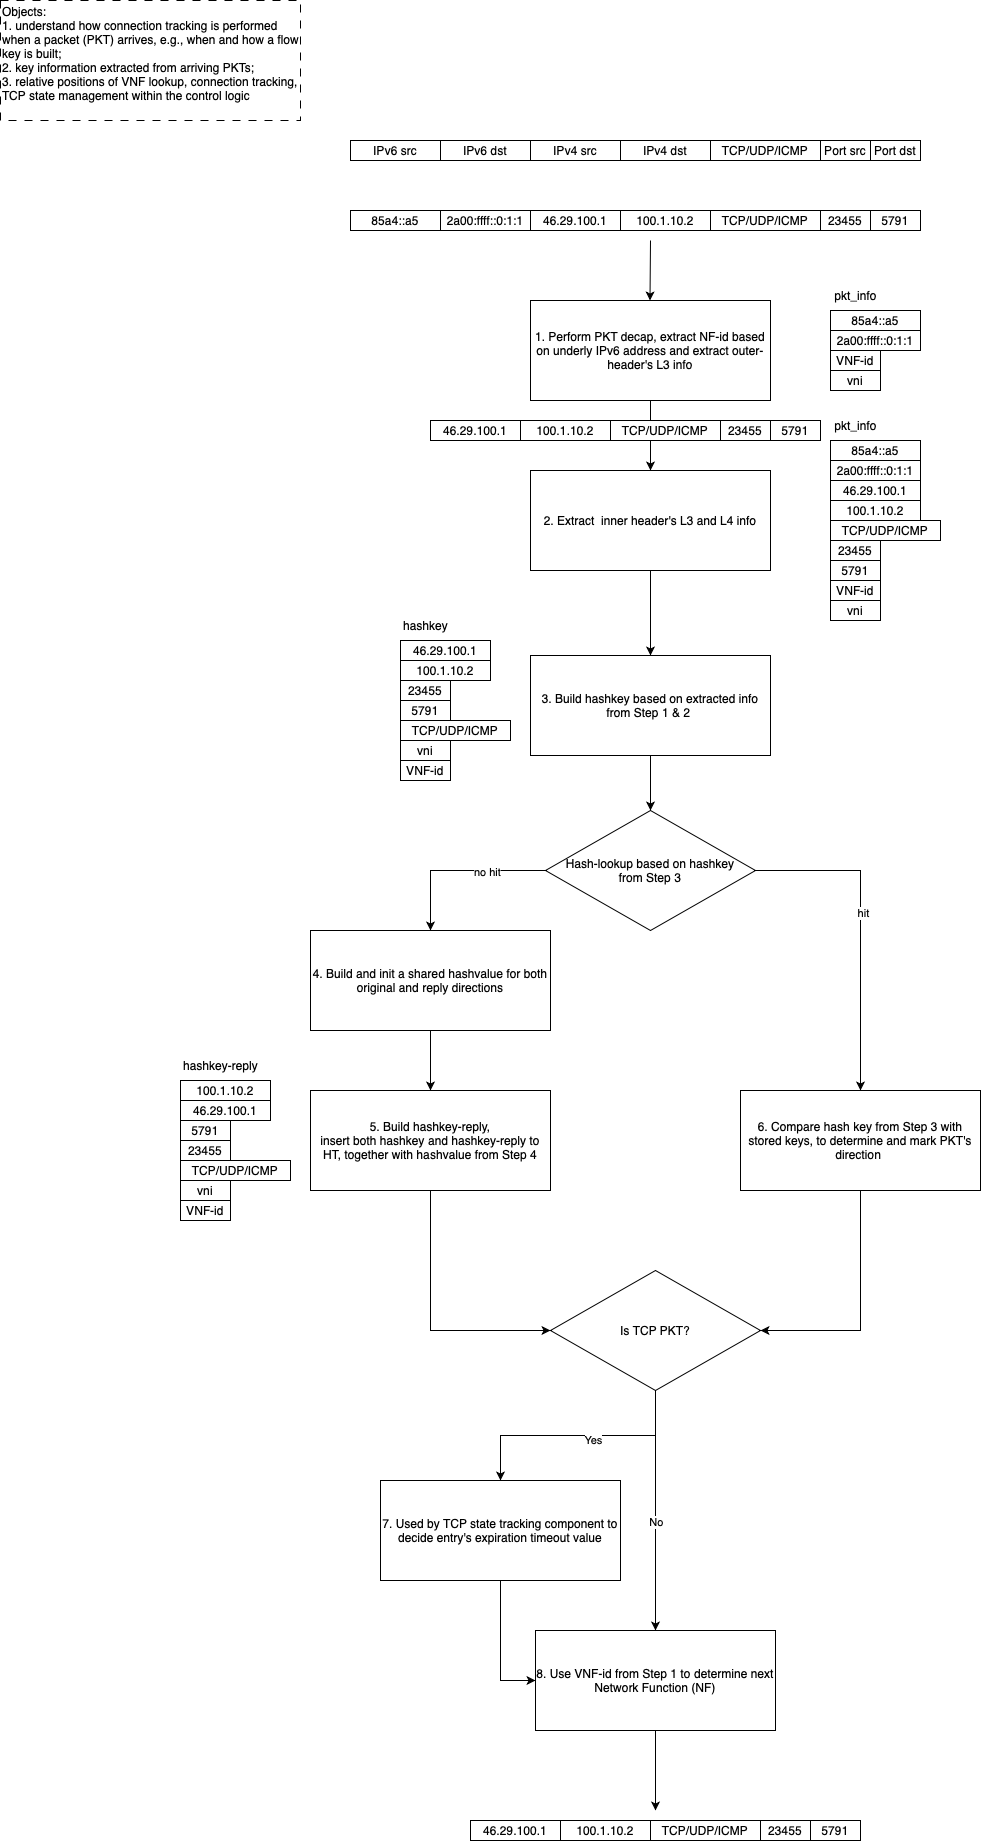 Objects:
1. understand how connection tracking is performed
when a packet (PKT) arrives, e.g., when and how a flow
key is built;
2. key information extracted from arriving PKTs;
3. relative positions of VNF lookup, connection tracking,
TCP state management within the control logic
IPv6 src IPv6 dst IPv4 src IPv4 dst TCP/UDP/ICMP Port src Port dst
85a4::a5 2a00:ffff::0:1:1 46.29.100.1 100.1.10.2 TCP/UDP/ICMP 23455 5791
1. Perform PKT decap, extract NF-id based
on underly IPv6 address and extract outer-
header's L3 info
pkt_info
85a4::a5
2a00:ffff::0:1:1
VNF-id
vni
46.29.100.1 100.1.10.2 TCP/UDP/ICMP 23455 5791
pkt_info
85a4::a5
2a00:ffff::0:1:1
46.29.100.1
100.1.10.2
TCP/UDP/ICMP
23455
5791
VNF-id
vni
2. Extract inner header's L3 and L4 info
hashkey
46.29.100.1
100.1.10.2
23455
5791
TCP/UDP/ICMP
vni
VNF-id
3. Build hashkey based on extracted info
from Step 1 & 2
Hash-lookup based on hashkey
from Step 3
no hit
hit
4. Build and init a shared hashvalue for both
original and reply directions
hashkey-reply
100.1.10.2
46.29.100.1
5791
23455
TCP/UDP/ICMP
vni
VNF-id
5. Build hashkey-reply,
insert both hashkey and hashkey-reply to
HT, together with hashvalue from Step 4
6. Compare hash key from Step 3 with
stored keys, to determine and mark PKT's
direction
Is TCP PKT?
Yes
No
7. Used by TCP state tracking component to
decide entry's expiration timeout value
8. Use VNF-id from Step 1 to determine next
Network Function (NF)
46.29.100.1 100.1.10.2 TCP/UDP/ICMP 23455 5791